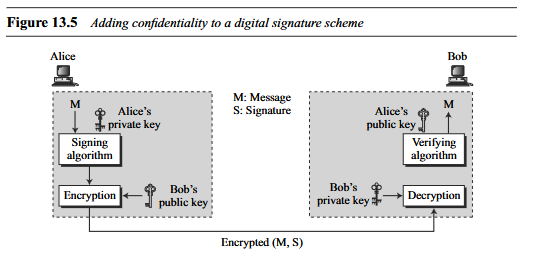 Figure 13.5 Adding confidentiality to a digital signature scheme
Alice
Bob
M
Alice's
private key
M: Message
S: Signature
Alice's
public key
M
Signing
algorithm
Verifying
algorithm
Encryption
Bob's
public key
Bob's
private key
Decryption
Encrypted (M, S)